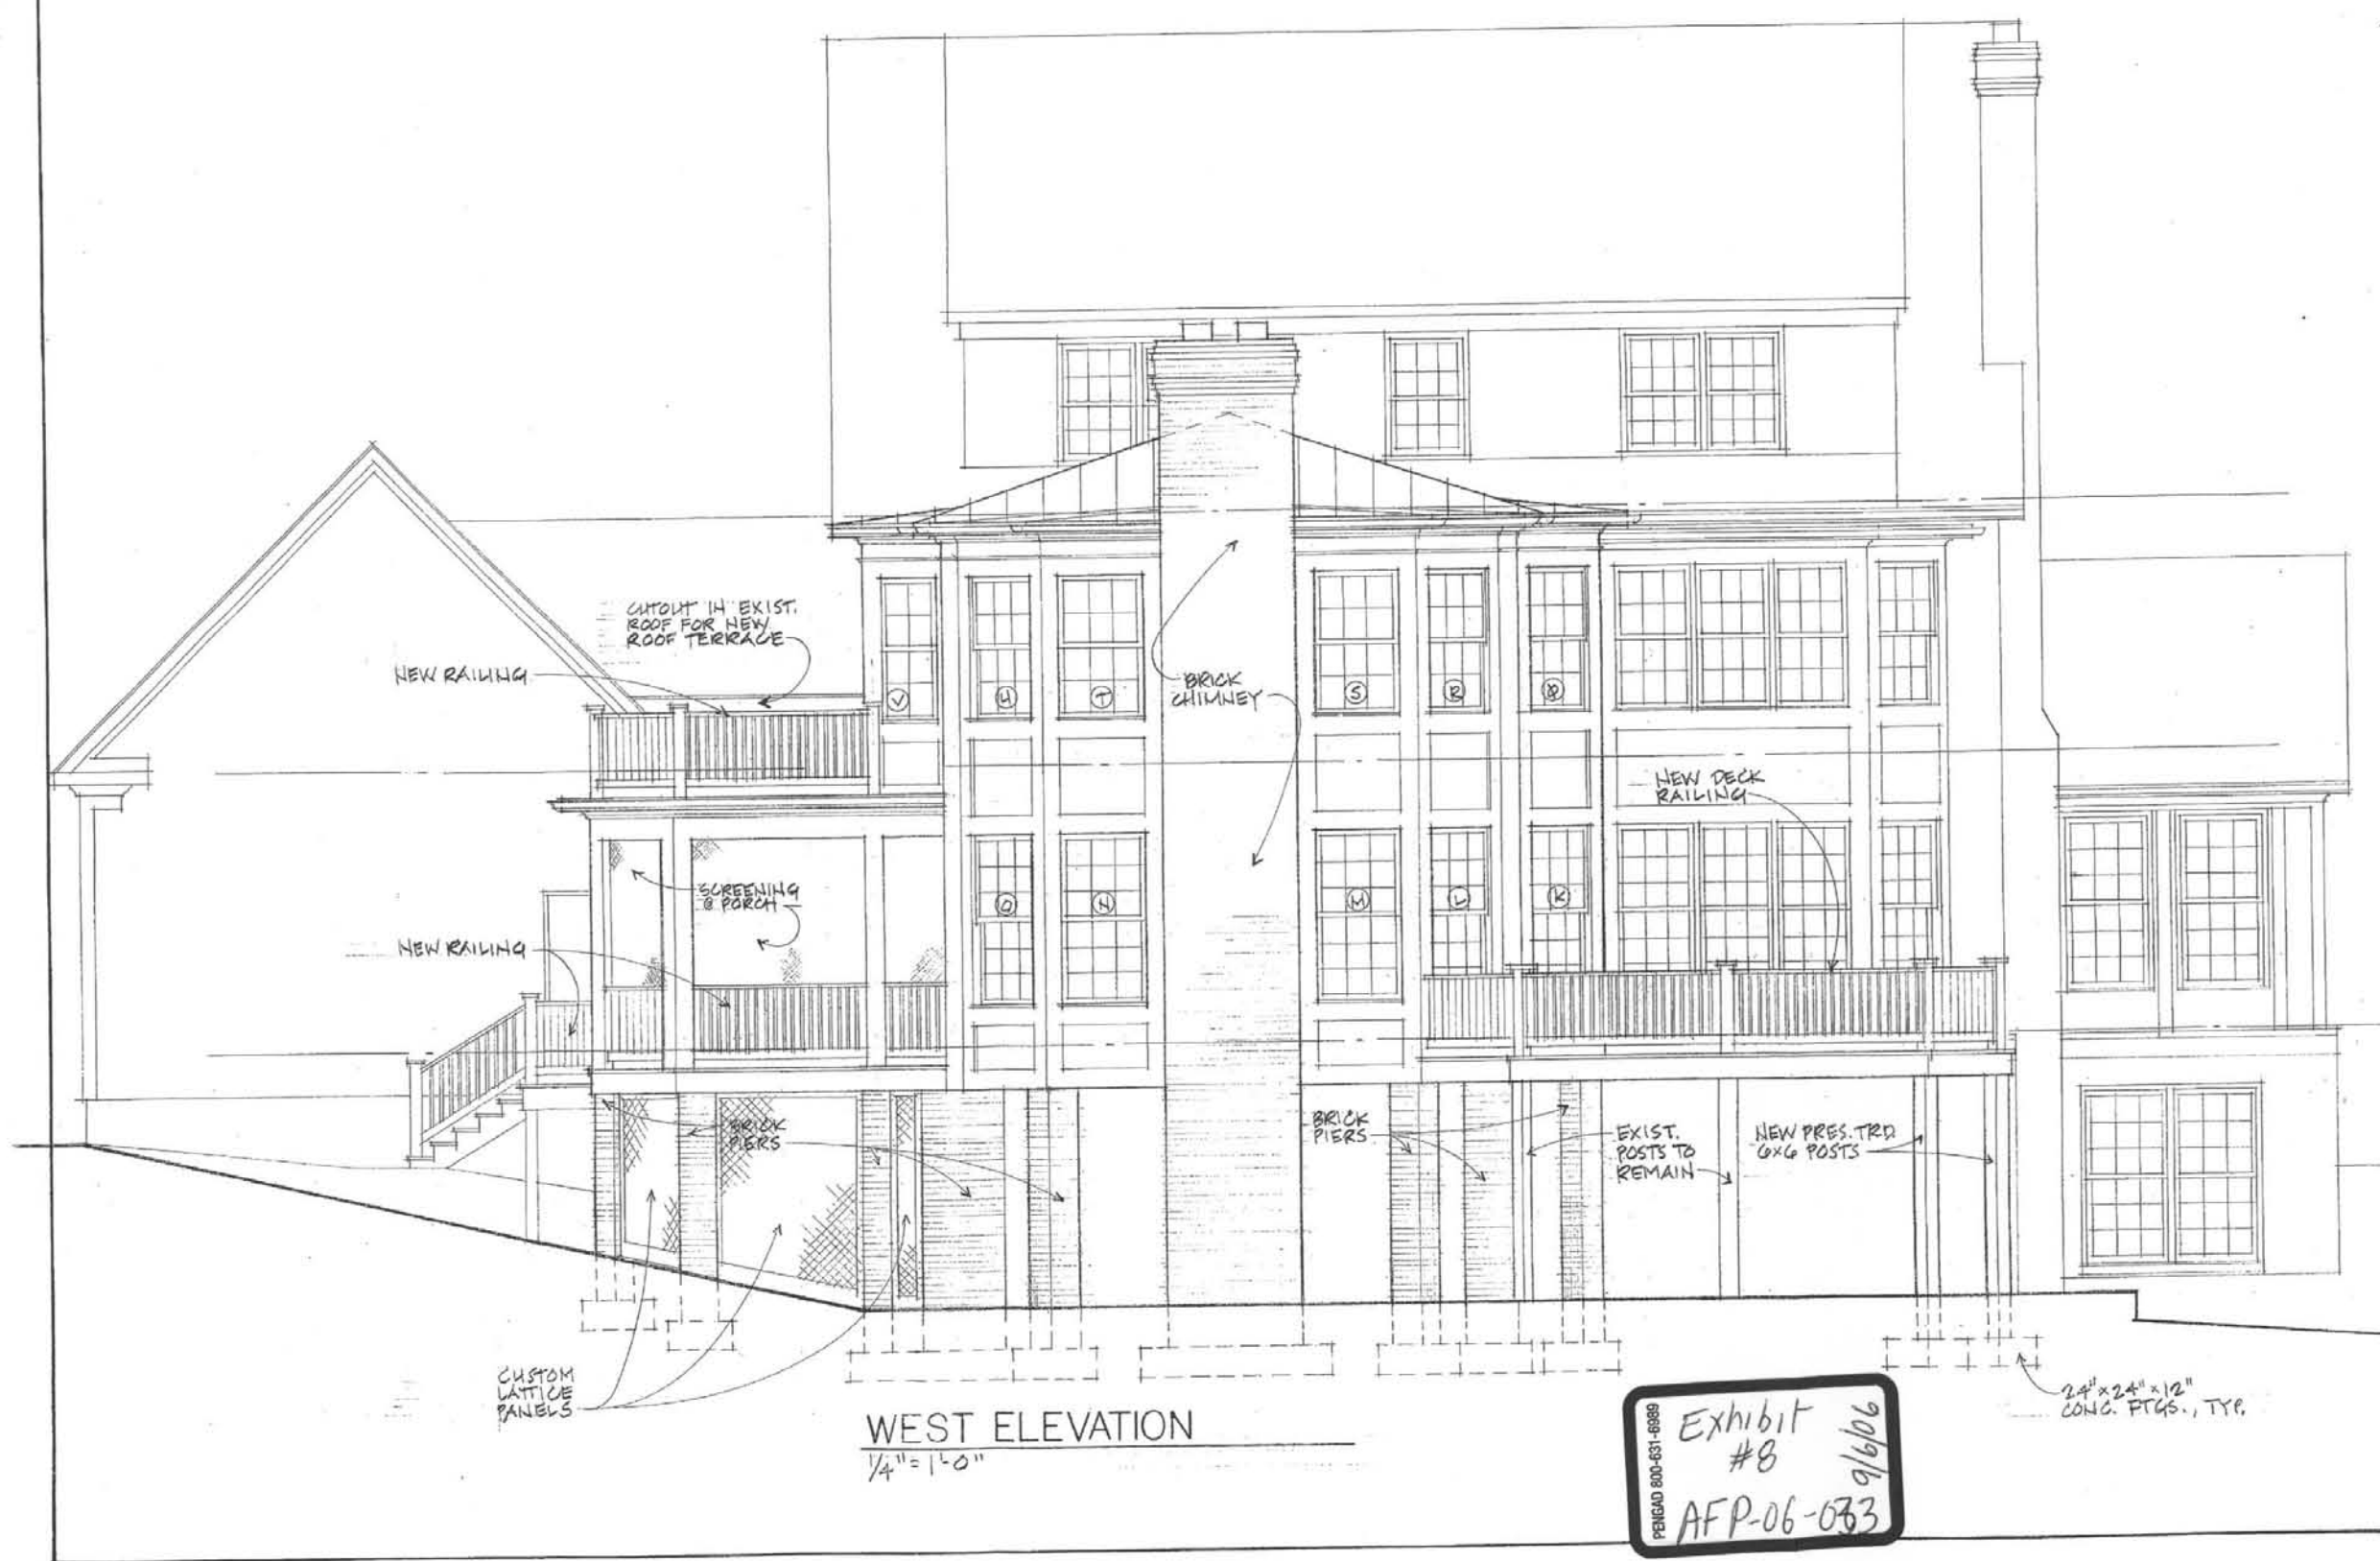 CUTOUT IN EXIST.
ROOF FOR NEW
ROOF TERRACE
NEW RAILING
V
U
T
S
R
Q
BRICK
CHIMNEY
NEW DECK
RAILING
SCREENING
@ PORCH
O
N
M
L
K
NEW RAILING
BRICK
PIERS
BRICK
PIERS
EXIST.
POSTS TO
REMAIN
NEW PRES. TRD
6x6 POSTS
CUSTOM
LATTICE
PANELS
24"x24"x12"
CONC. FTGS., TYP.
WEST ELEVATION
1/4"=1'-0"
PENGAD 800-631-6989
Exhibit
#8
9/6/06
AFP-06-033